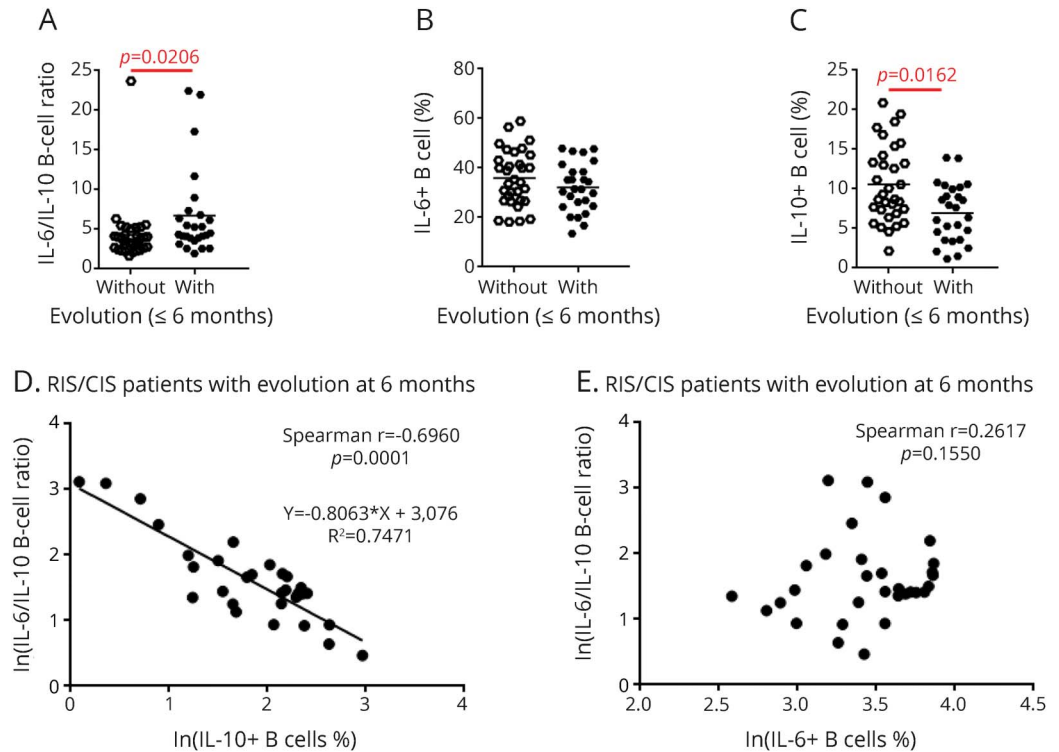 A
p=0.0206
IL-6/IL-10 B-cell ratio
25
20
15
10
5
0
Without With
Evolution (≤ 6 months)
B
IL-6+ B cell (%)
80
60
40
20
0
Without With
Evolution (≤ 6 months)
C
p=0.0162
IL-10+ B cell (%)
25
20
15
10
5
0
Without With
Evolution (≤ 6 months)
D. RIS/CIS patients with evolution at 6 months
ln(IL-6/IL-10 B-cell ratio)
4
3
2
1
0
Spearman r=-0.6960
p=0.0001
Y=-0.8063*X + 3,076
R²=0.7471
0 1 2 3 4
ln(IL-10+ B cells %)
E. RIS/CIS patients with evolution at 6 months
ln(IL-6/IL-10 B-cell ratio)
4
3
2
1
0
Spearman r=0.2617
p=0.1550
2.0 2.5 3.0 3.5 4.0 4.5
ln(IL-6+ B cells %)